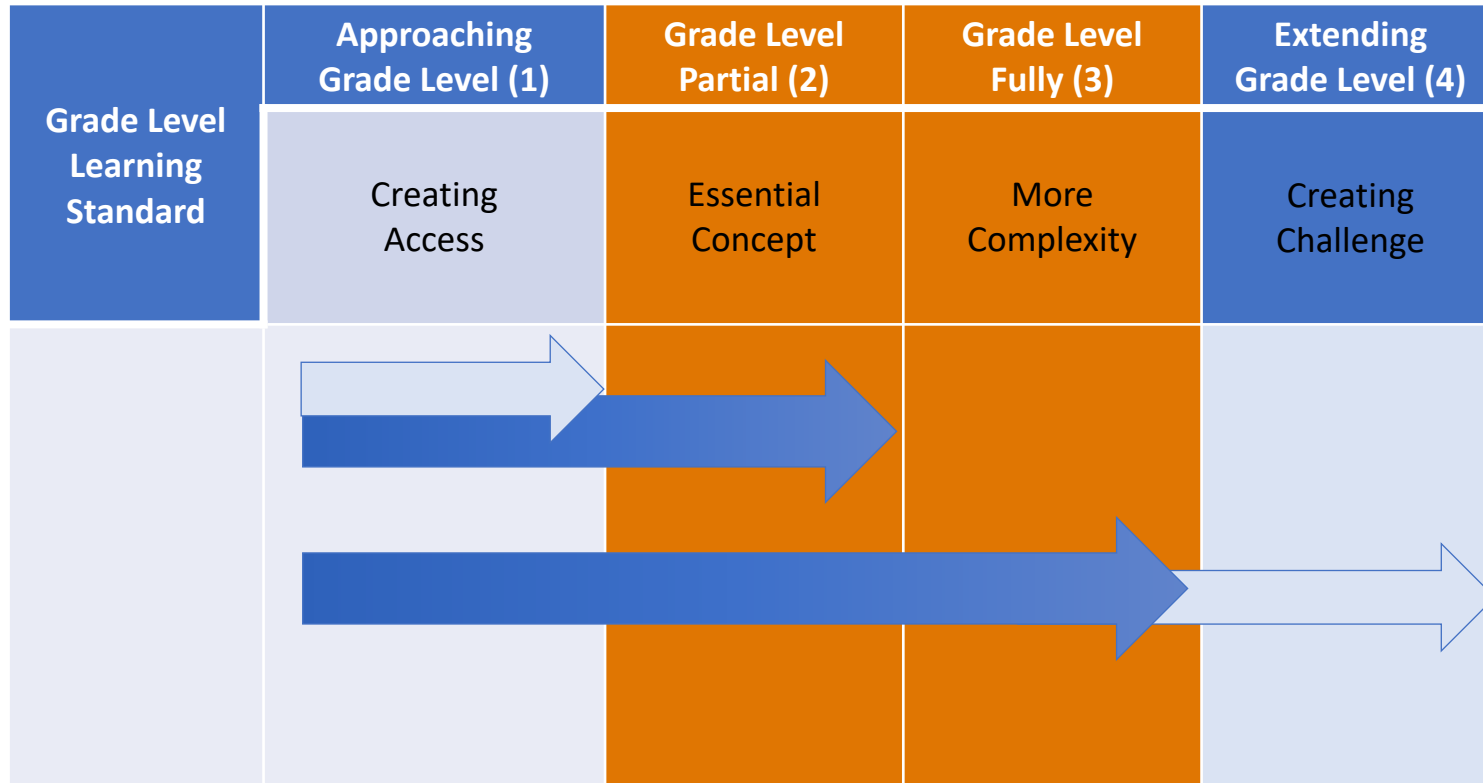 Grade Level
Learning
Standard
Approaching
Grade Level (1)
Grade Level
Partial (2)
Grade Level
Fully (3)
Extending
Grade Level (4)
Creating
Access
Essential
Concept
More
Complexity
Creating
Challenge